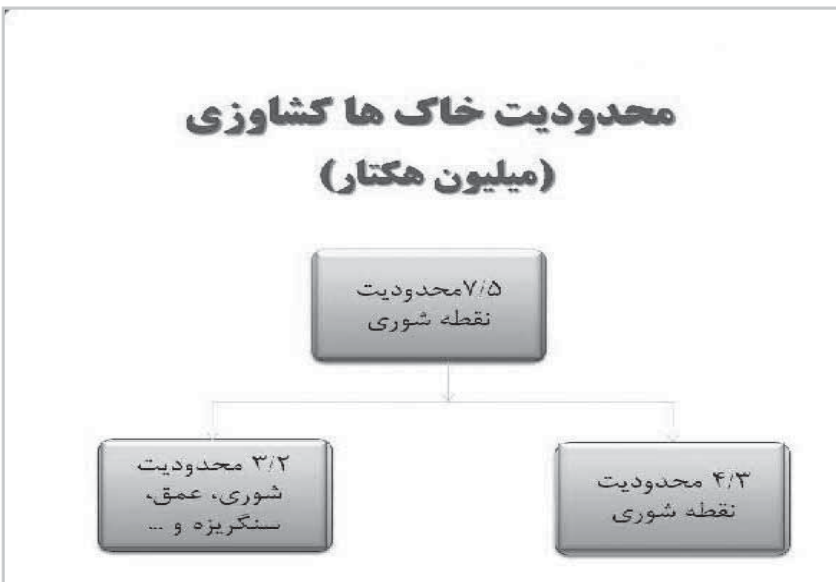 محدودیت خاک ها کشاوزی
(میلیون هکتار)
۷/۵محدودیت
نقطه شوری
۴/۳ محدودیت
نقطه شوری
۳/۲ محدودیت
شوری، عمق،
سنگریزه و ...